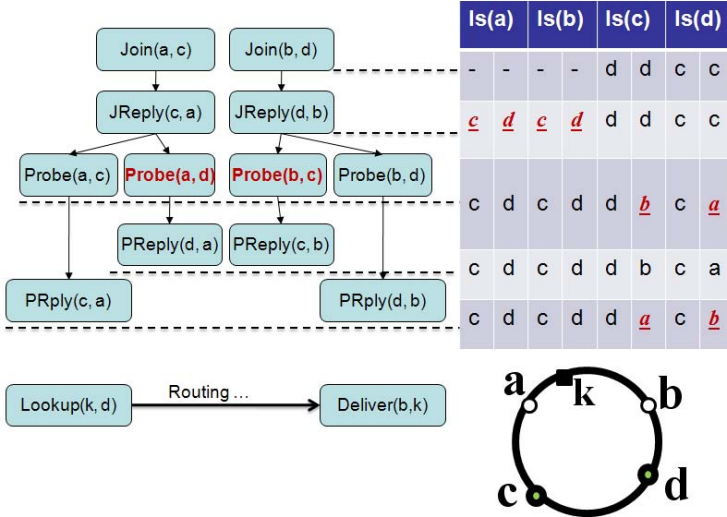 ls(a) ls(b) ls(c) ls(d)
Join(a, c) Join(b, d)
- - - - d d c c
JReply(c, a) JReply(d, b)
c d c d d d c c
Probe(a, c) Probe(a, d) Probe(b, c) Probe(b, d)
c d c d d b c a
PReply(d, a) PReply(c, b)
c d c d d b c a
PRply(c, a) PRply(d, b)
c d c d d a c b
Lookup(k, d) Routing ... Deliver(b,k)
a k b
c d